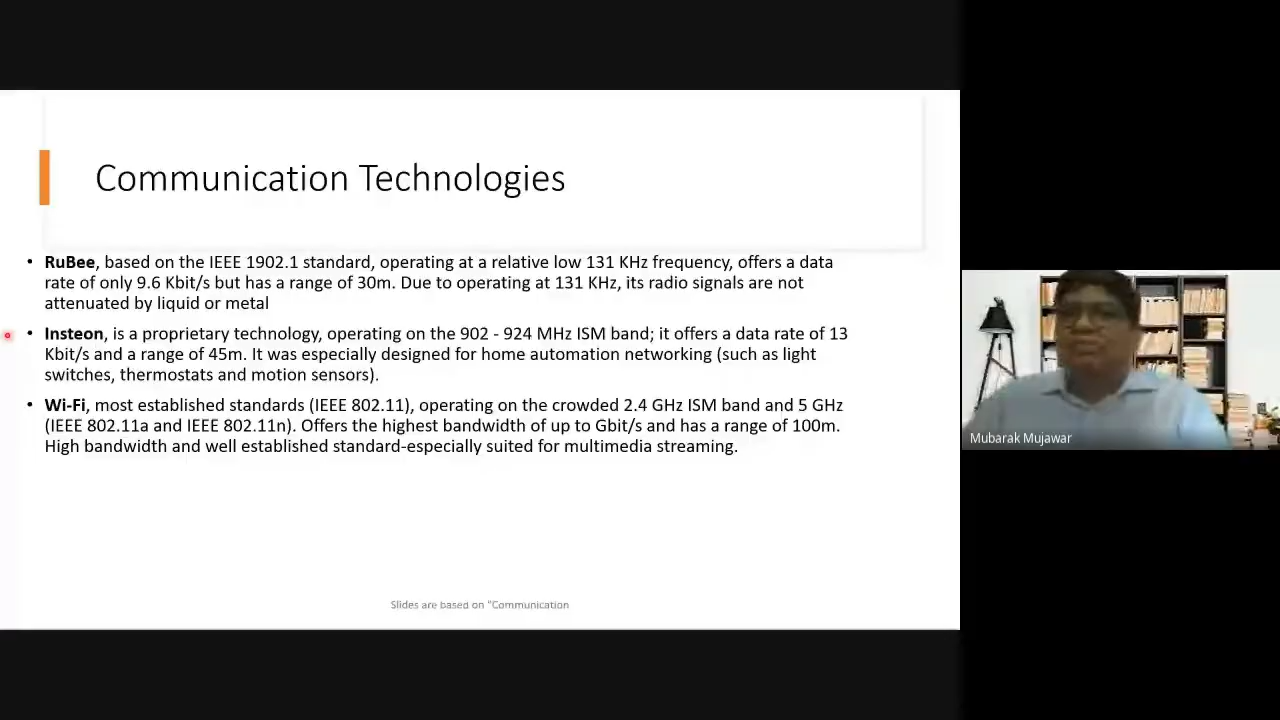 Communication Technologies
• RuBee, based on the IEEE 1902.1 standard, operating at a relative low 131 KHz frequency, offers a data
rate of only 9.6 Kbit/s but has a range of 30m. Due to operating at 131 KHz, its radio signals are not
attenuated by liquid or metal
• Insteon, is a proprietary technology, operating on the 902 - 924 MHz ISM band; it offers a data rate of 13
Kbit/s and a range of 45m. It was especially designed for home automation networking (such as light
switches, thermostats and motion sensors).
• Wi-Fi, most established standards (IEEE 802.11), operating on the crowded 2.4 GHz ISM band and 5 GHz
(IEEE 802.11a and IEEE 802.11n). Offers the highest bandwidth of up to Gbit/s and has a range of 100m.
High bandwidth and well established standard-especially suited for multimedia streaming.
Slides are based on "Communication
Mubarak Mujawar